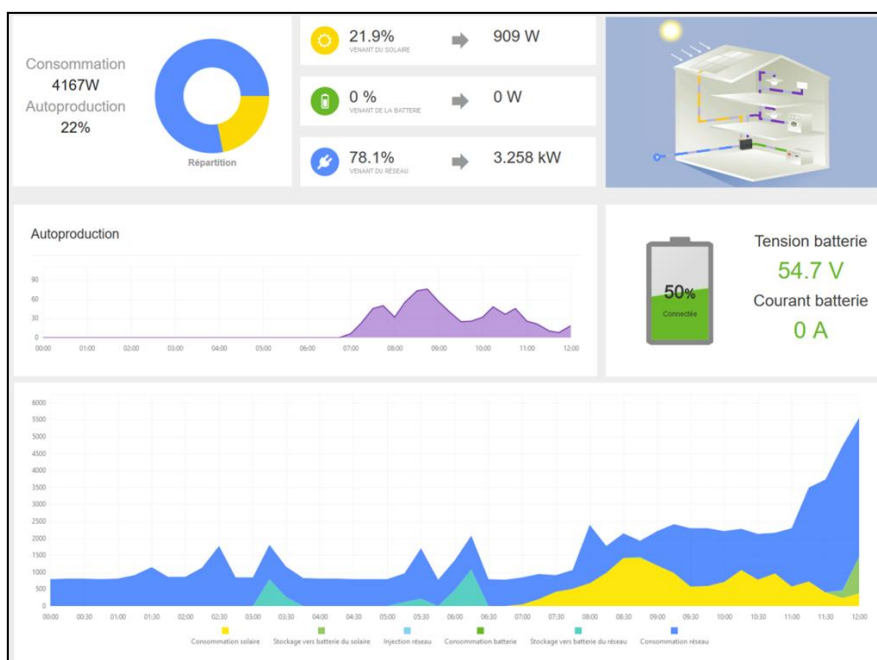 Consommation
4167W
Autoproduction
22%
Répartition
21.9%
VENANT DU SOLAIRE
909 W
0 %
VENANT DE LA BATTERIE
0 W
78.1%
VENANT DU RÉSEAU
3.258 kW
Autoproduction
90
60
30
0
00:00 01:00 02:00 03:00 04:00 05:00 06:00 07:00 08:00 09:00 10:00 11:00 12:00
50%
Connectée
Tension batterie
54.7 V
Courant batterie
0 A
6000
5500
5000
4500
4000
3500
3000
2500
2000
1500
1000
500
0
00:00 00:30 01:00 01:30 02:00 02:30 03:00 03:30 04:00 04:30 05:00 05:30 06:00 06:30 07:00 07:30 08:00 08:30 09:00 09:30 10:00 10:30 11:00 11:30 12:00
Consommation solaire Stockage vers batterie du solaire Injection réseau Consommation batterie Stockage vers batterie du réseau Consommation réseau